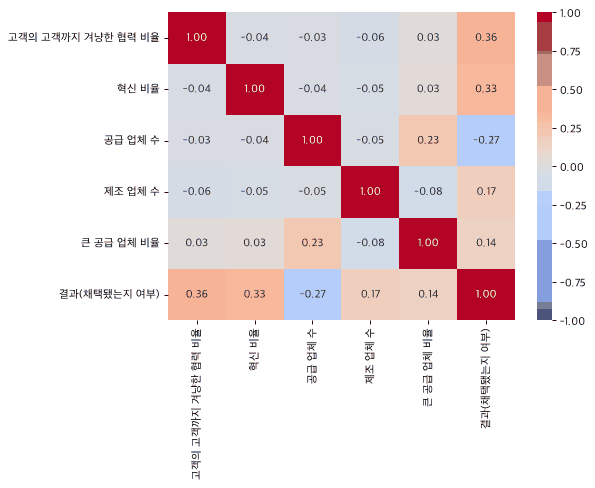 고객의 고객까지 겨냥한 협력 비율 1.00 −0.04 −0.03 −0.06 0.03 0.36
혁신 비율 −0.04 1.00 −0.04 −0.05 0.03 0.33
공급 업체 수 −0.03 −0.04 1.00 −0.05 0.23 −0.27
제조 업체 수 −0.06 −0.05 −0.05 1.00 −0.08 0.17
큰 공급 업체 비율 0.03 0.03 0.23 −0.08 1.00 0.14
결과(채택됐는지 여부) 0.36 0.33 −0.27 0.17 0.14 1.00
고객의 고객까지 겨냥한 협력 비율
혁신 비율
공급 업체 수
제조 업체 수
큰 공급 업체 비율
결과(채택됐는지 여부)
1.00
0.75
0.50
0.25
0.00
−0.25
−0.50
−0.75
−1.00